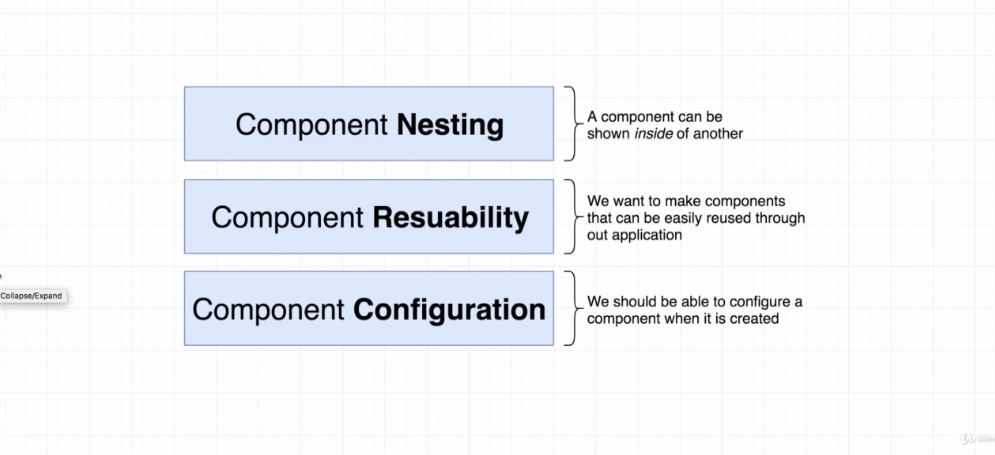 Component Nesting
A component can be
shown inside of another
Component Resuability
We want to make components
that can be easily reused through
out application
Component Configuration
We should be able to configure a
component when it is created
Collapse/Expand